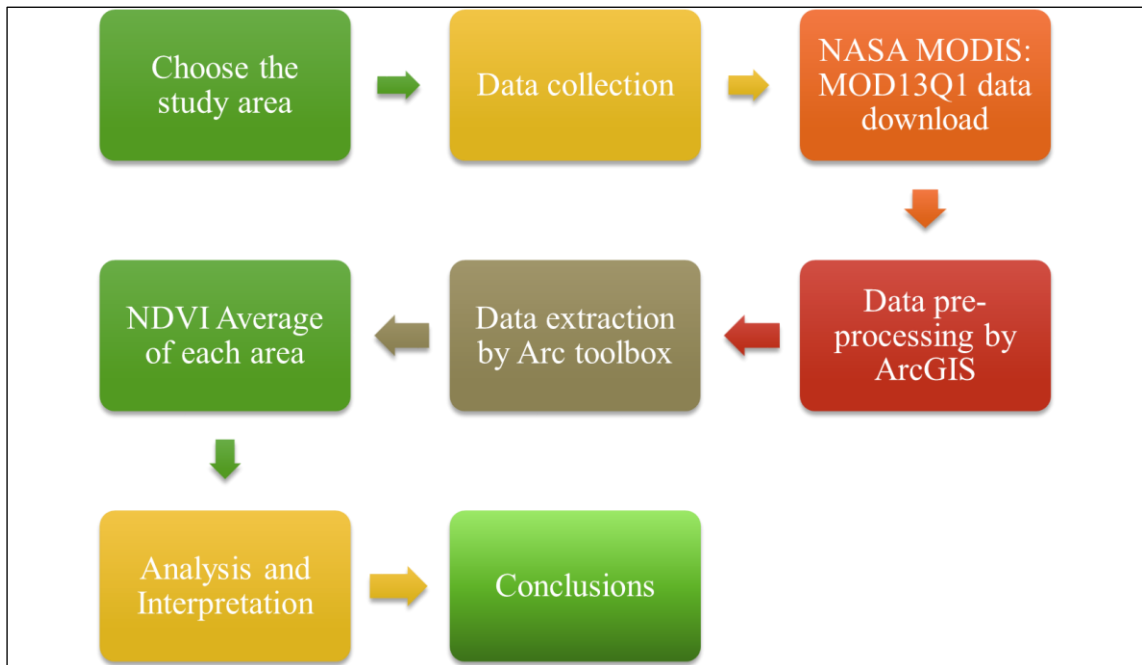 Choose the
study area
Data collection
NASA MODIS:
MOD13Q1 data
download
Data pre-
processing by
ArcGIS
Data extraction
by Arc toolbox
NDVI Average
of each area
Analysis and
Interpretation
Conclusions